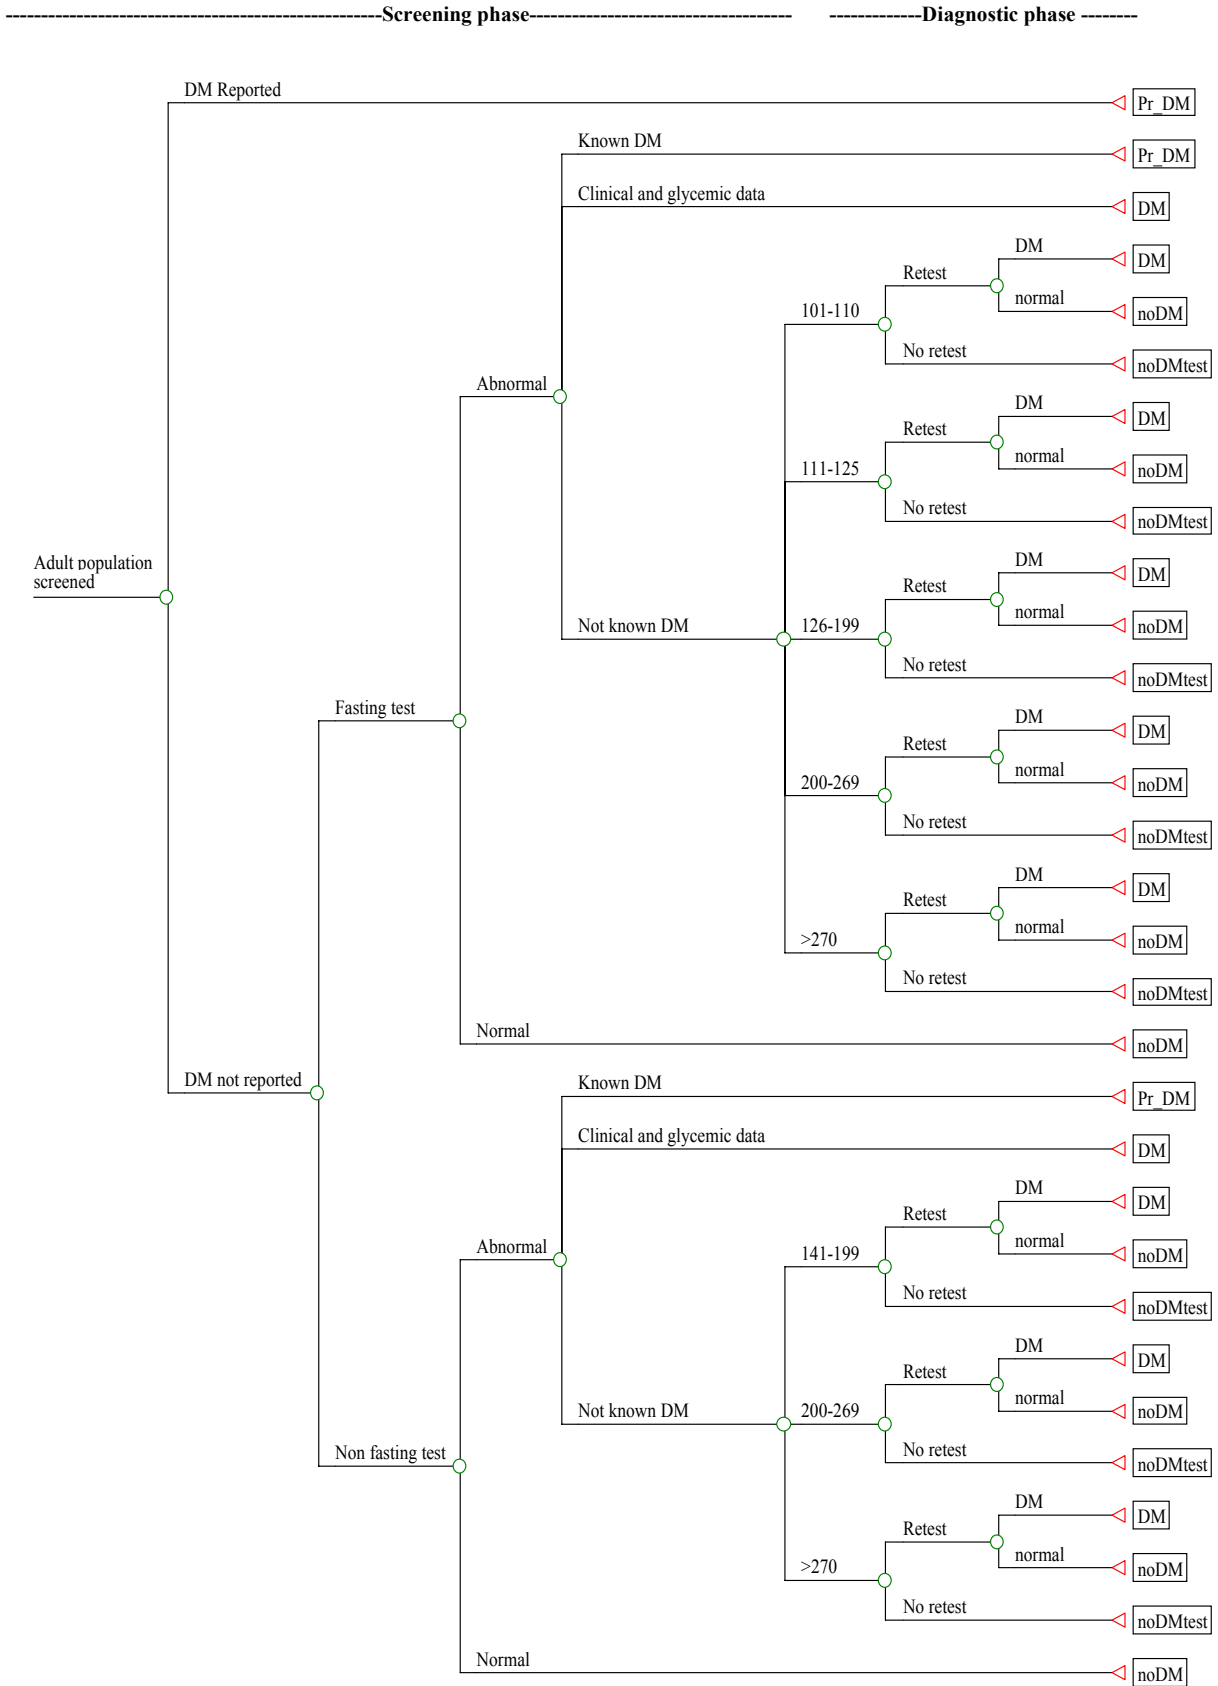 Screening phase
Diagnostic phase
DM Reported
Pr_DM
Known DM
Pr_DM
Clinical and glycemic data
DM
DM
DM
Retest
normal
noDM
101-110
No retest
noDMtest
Abnormal
DM
DM
Retest
normal
noDM
111-125
No retest
noDMtest
Adult population
screened
DM
DM
Retest
normal
noDM
Not known DM
126-199
No retest
noDMtest
Fasting test
DM
DM
Retest
normal
noDM
200-269
No retest
noDMtest
DM
DM
Retest
normal
noDM
>270
No retest
noDMtest
Normal
noDM
DM not reported
Known DM
Pr_DM
Clinical and glycemic data
DM
DM
DM
Retest
normal
noDM
Abnormal
141-199
No retest
noDMtest
DM
DM
Retest
normal
noDM
Not known DM
200-269
No retest
noDMtest
Non fasting test
DM
DM
Retest
normal
noDM
>270
No retest
noDMtest
Normal
noDM